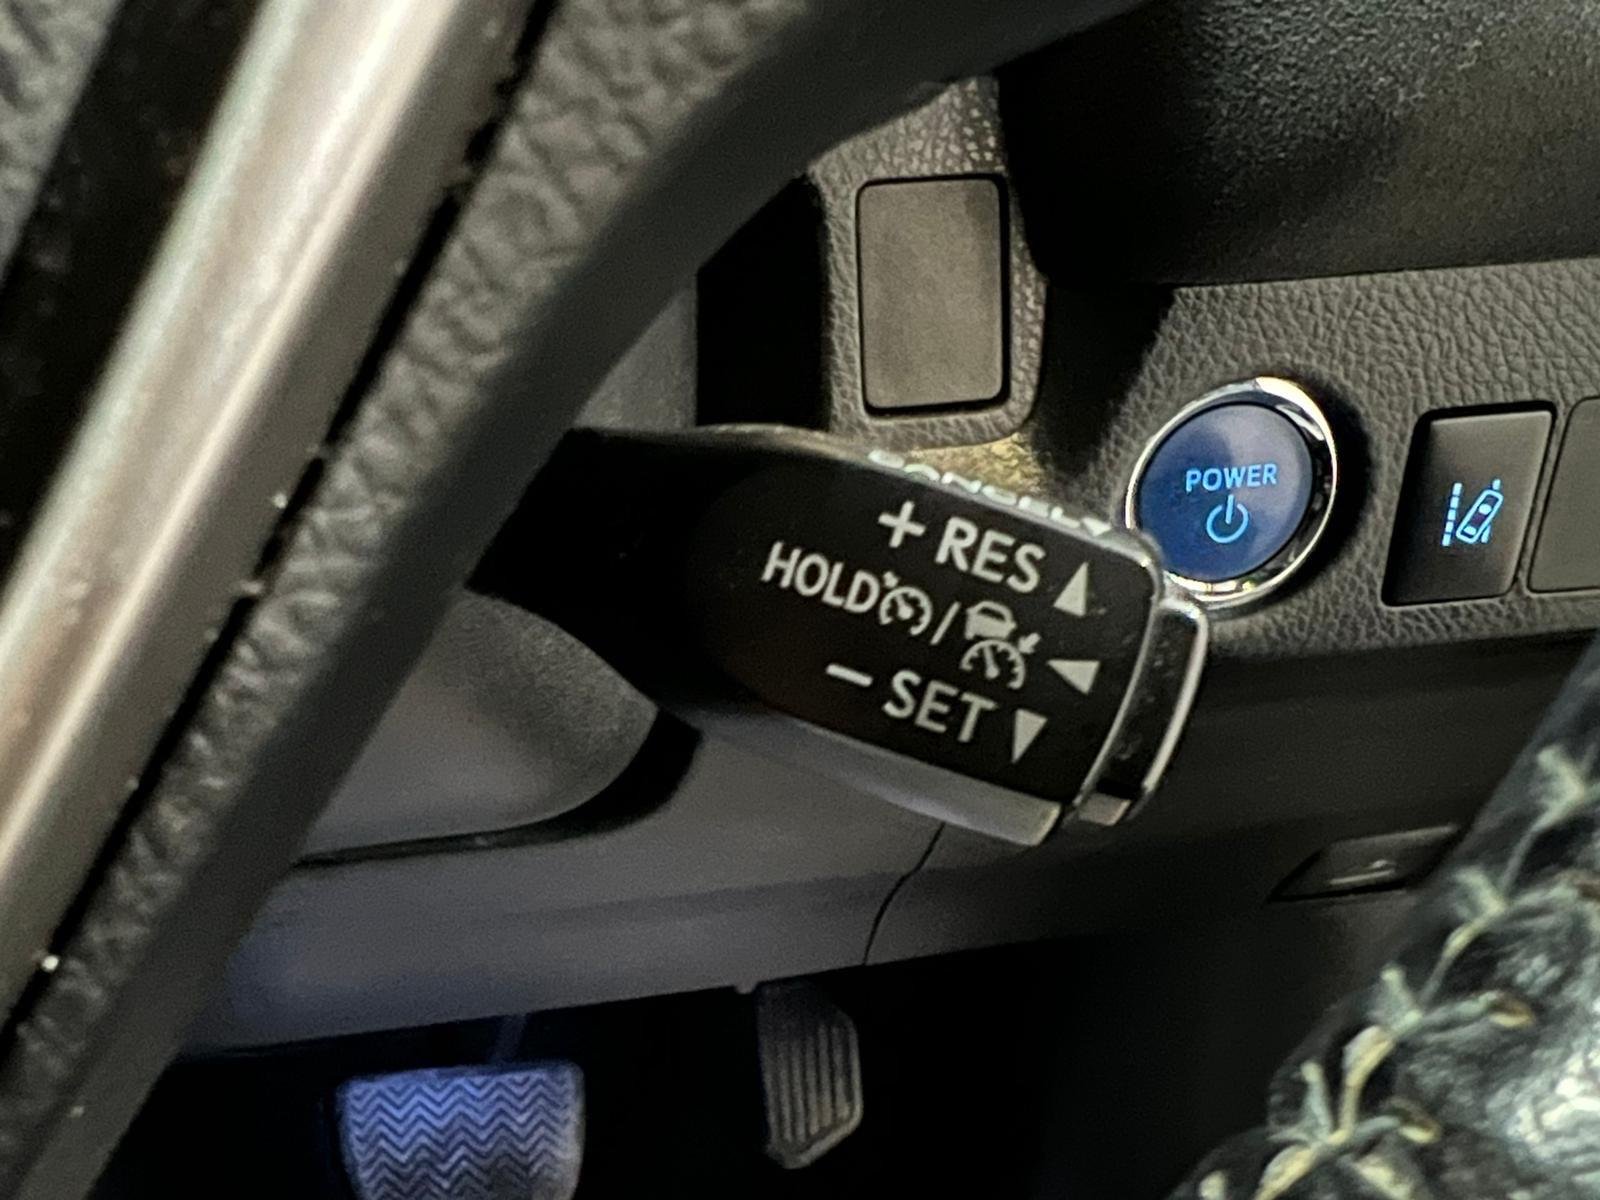 + RES ▲
HOLD / ◀
− SET ▼
POWER